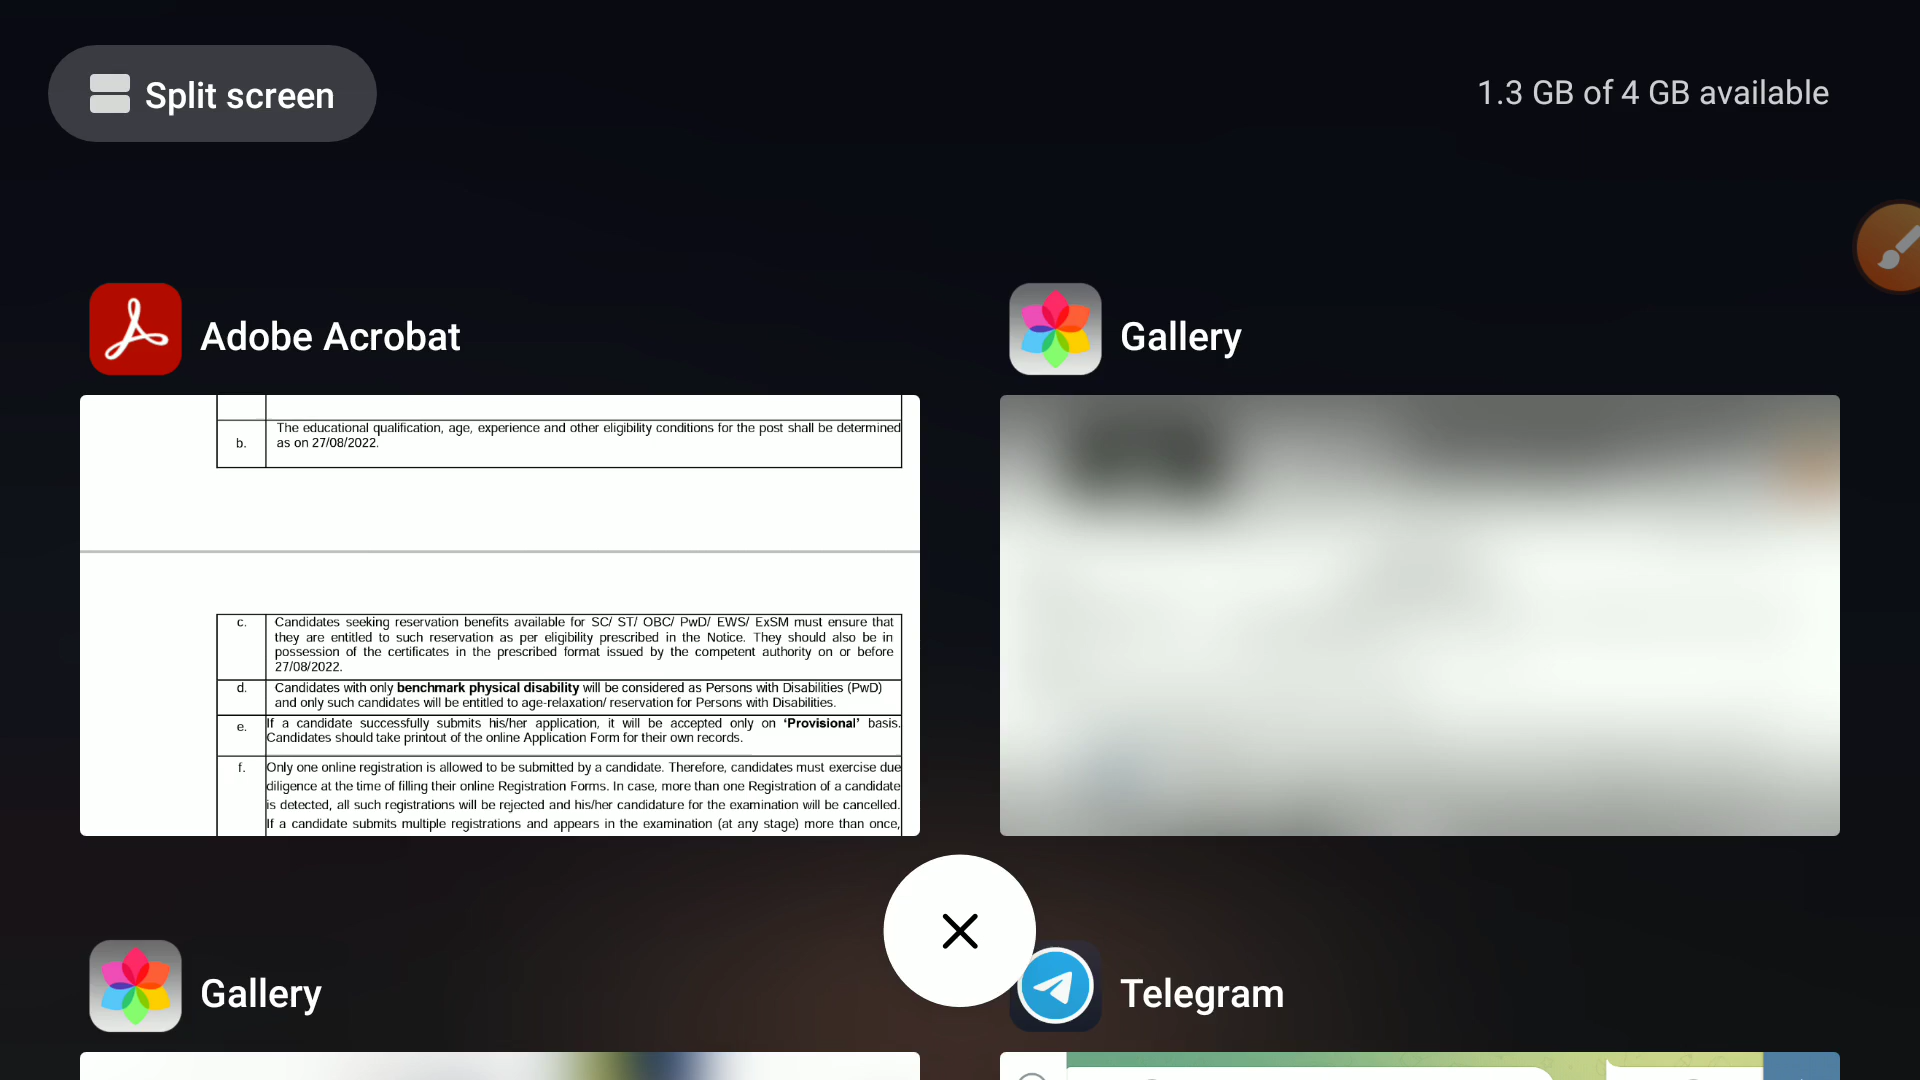 Split screen
1.3 GB of 4 GB available
Adobe Acrobat
Gallery
b.
The educational qualification, age, experience and other eligibility conditions for the post shall be determined
as on 27/08/2022.
c.
Candidates seeking reservation benefits available for SC/ ST/ OBC/ PwD/ EWS/ ExSM must ensure that
they are entitled to such reservation as per eligibility prescribed in the Notice. They should also be in
possession of the certificates in the prescribed format issued by the competent authority on or before
27/08/2022.
d.
Candidates with only benchmark physical disability will be considered as Persons with Disabilities (PwD)
and only such candidates will be entitled to age-relaxation/ reservation for Persons with Disabilities.
e.
If a candidate successfully submits his/her application, it will be accepted only on ‘Provisional’ basis.
Candidates should take printout of the online Application Form for their own records.
f.
Only one online registration is allowed to be submitted by a candidate. Therefore, candidates must exercise due
diligence at the time of filling their online Registration Forms. In case, more than one Registration of a candidate
is detected, all such registrations will be rejected and his/her candidature for the examination will be cancelled.
If a candidate submits multiple registrations and appears in the examination (at any stage) more than once,
Gallery
Telegram